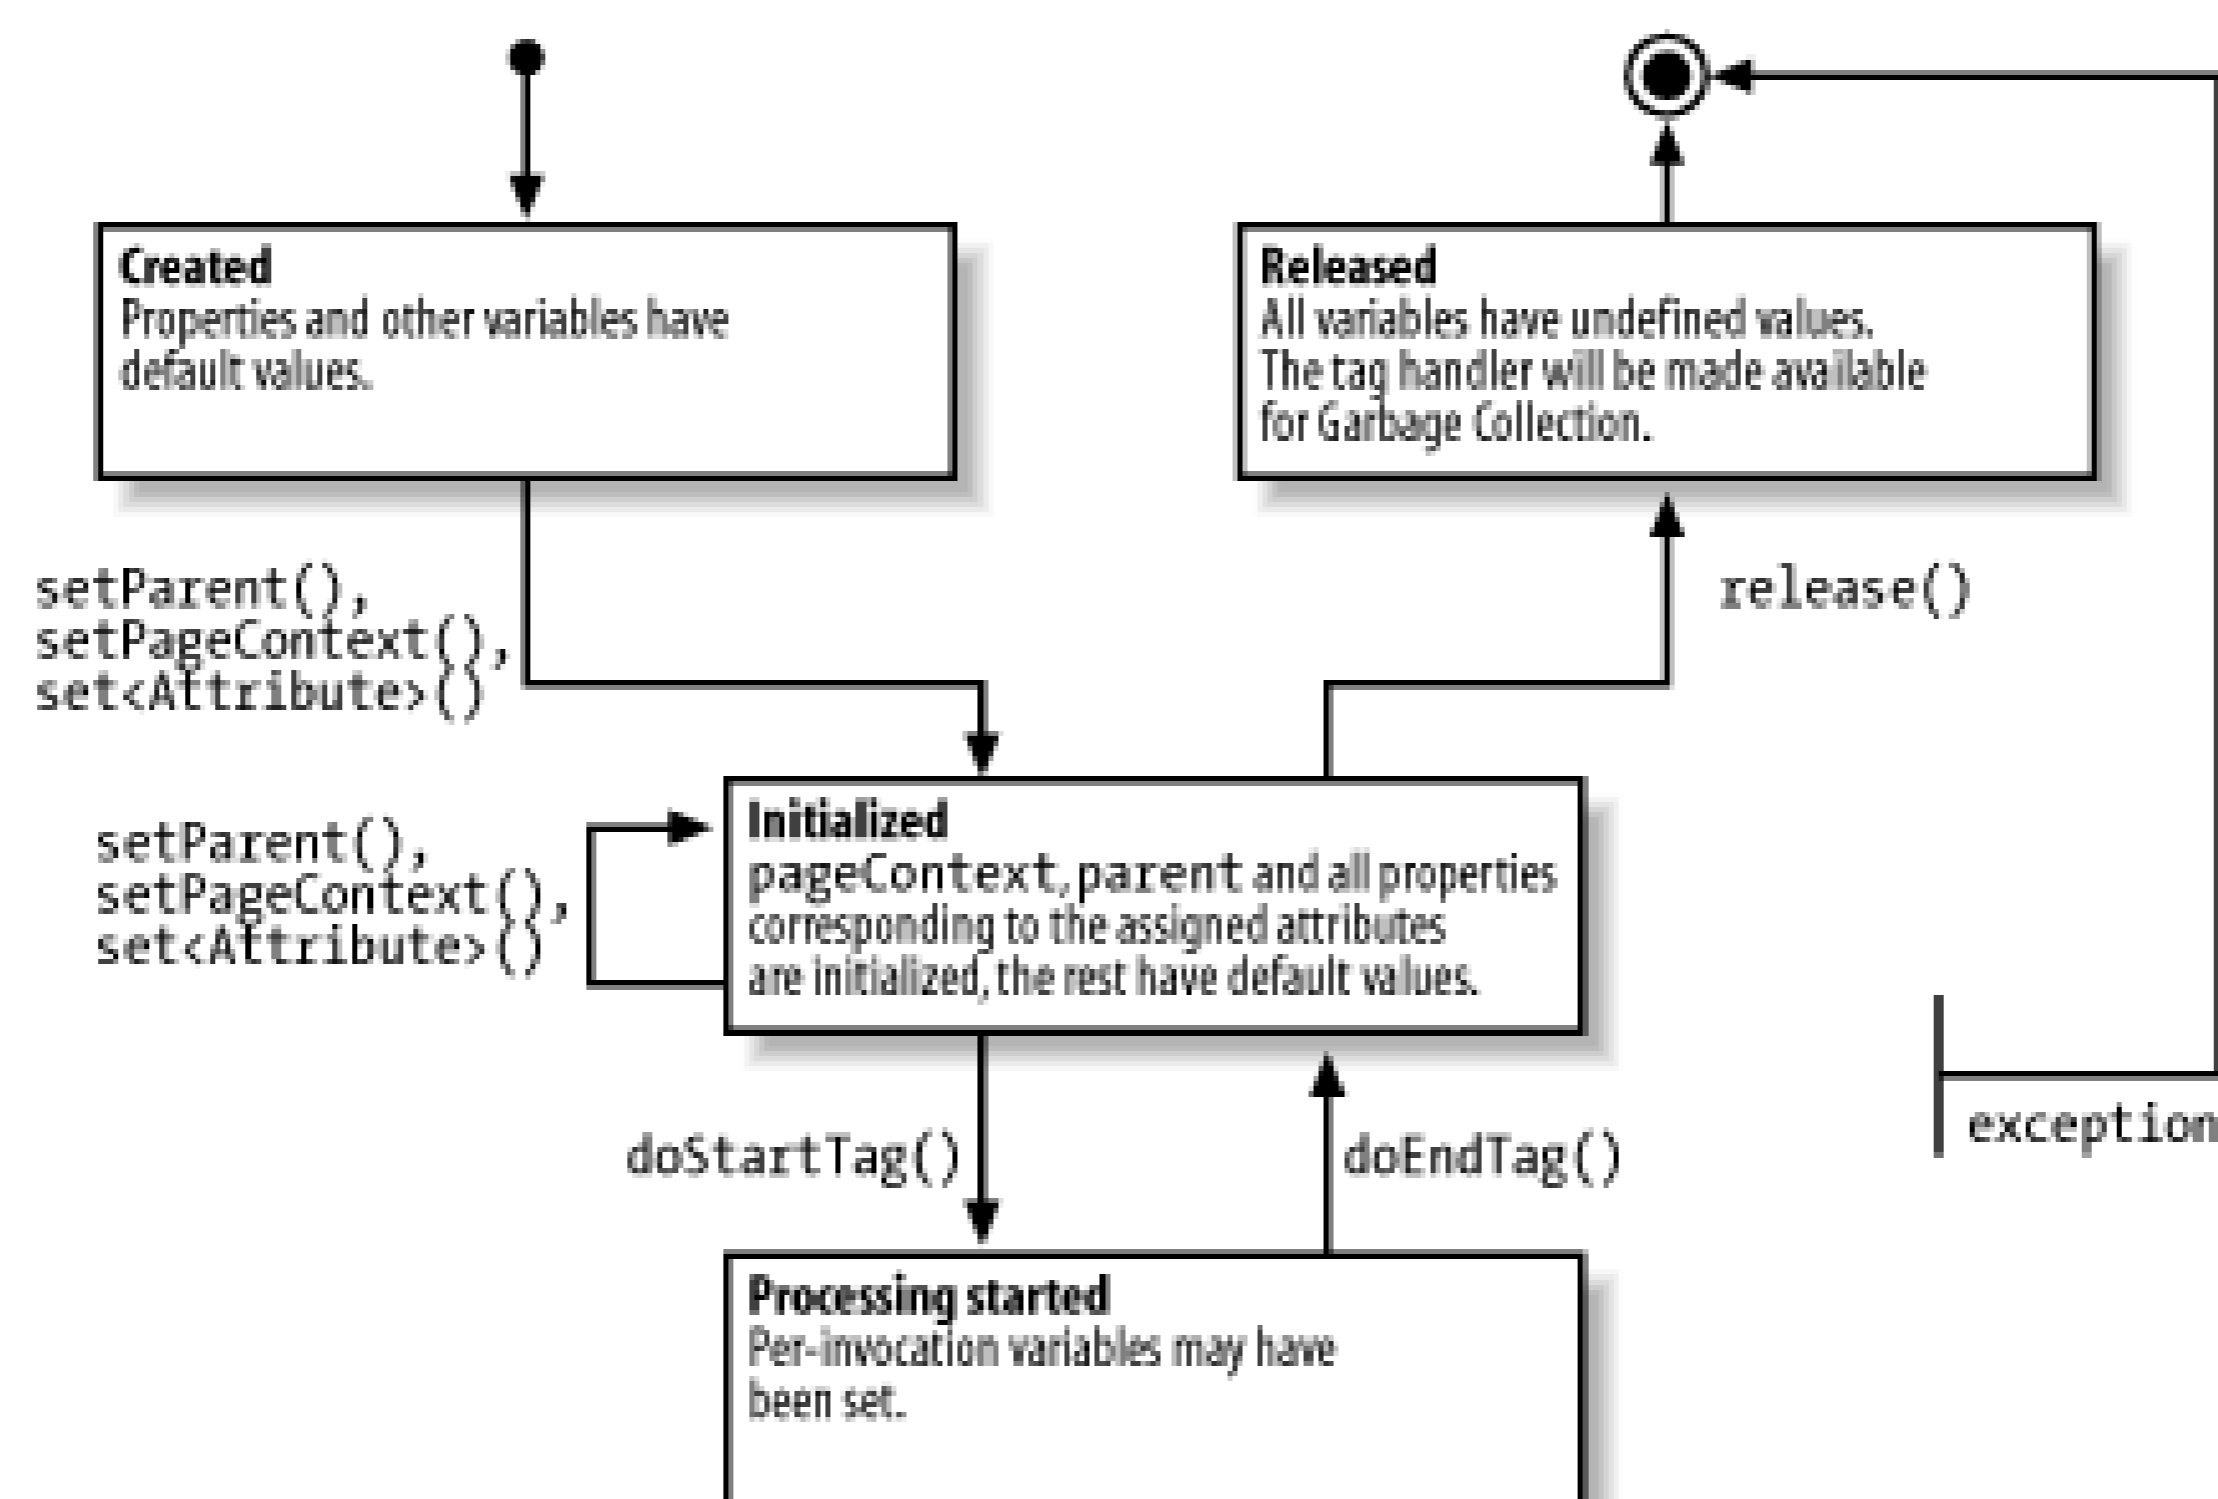 Created
Properties and other variables have
default values.
Released
All variables have undefined values.
The tag handler will be made available
for Garbage Collection.
setParent(),
setPageContext(),
set<Attribute>()
release()
setParent(),
setPageContext(),
set<Attribute>()
Initialized
pageContext, parent and all properties
corresponding to the assigned attributes
are initialized, the rest have default values.
exception
doStartTag()
doEndTag()
Processing started
Per-invocation variables may have
been set.